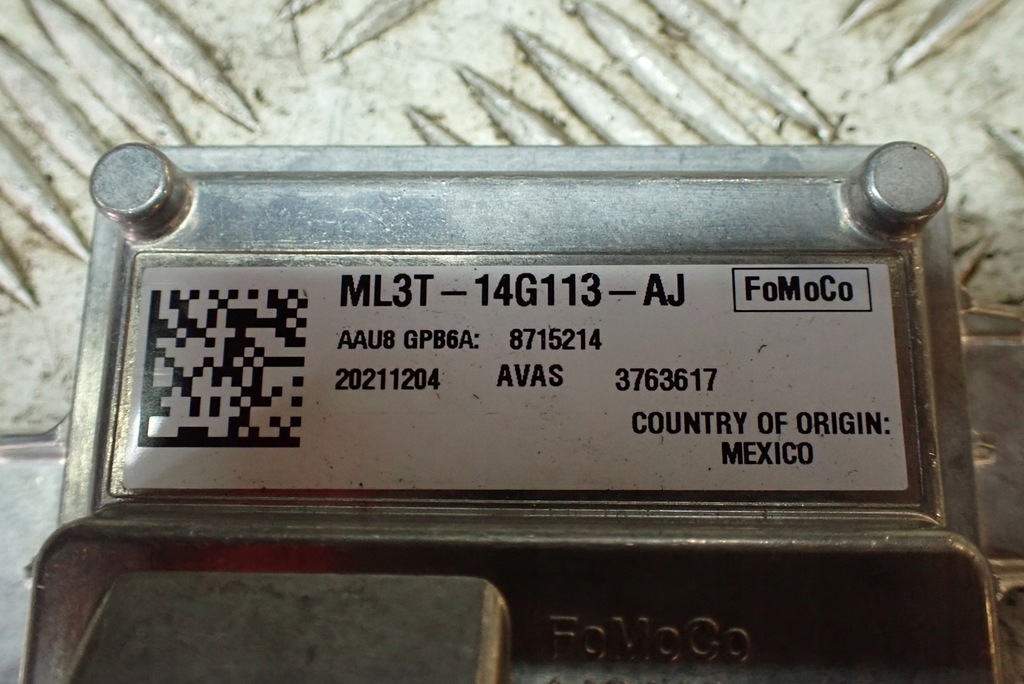 ML3T-14G113-AJ FoMoCo
AAU8 GPB6A: 8715214
20211204 AVAS 3763617
COUNTRY OF ORIGIN:
MEXICO
FoMoCo